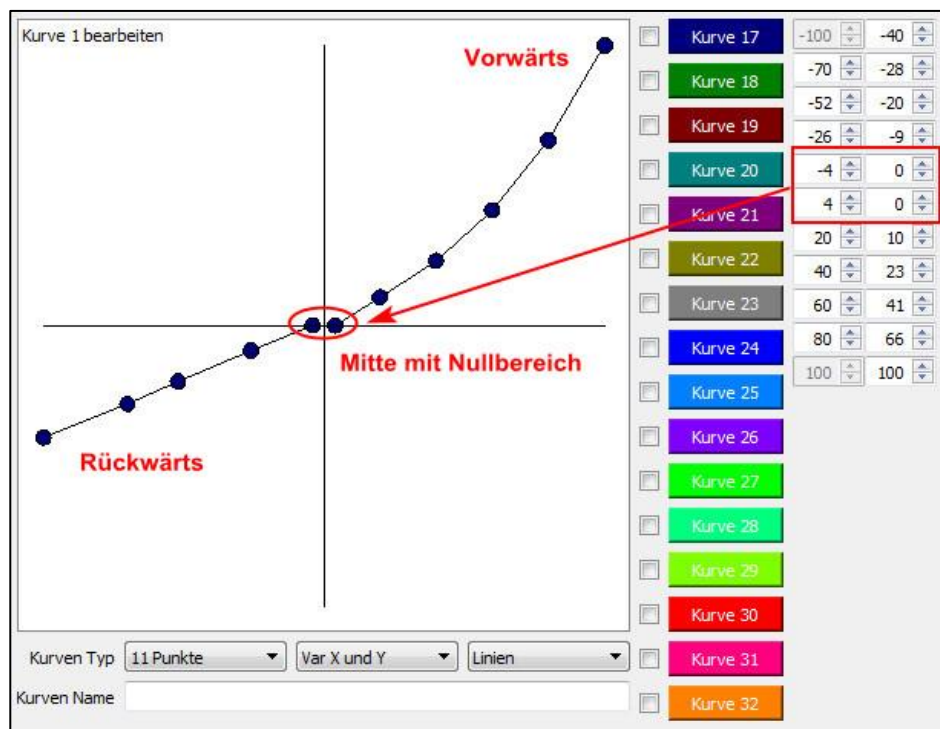 Kurve 1 bearbeiten
Vorwärts
Mitte mit Nullbereich
Rückwärts
Kurven Typ 11 Punkte Var X und Y Linien
Kurven Name
Kurve 17
Kurve 18
Kurve 19
Kurve 20
Kurve 21
Kurve 22
Kurve 23
Kurve 24
Kurve 25
Kurve 26
Kurve 27
Kurve 28
Kurve 29
Kurve 30
Kurve 31
Kurve 32
-100 -40
-70 -28
-52 -20
-26 -9
-4 0
4 0
20 10
40 23
60 41
80 66
100 100